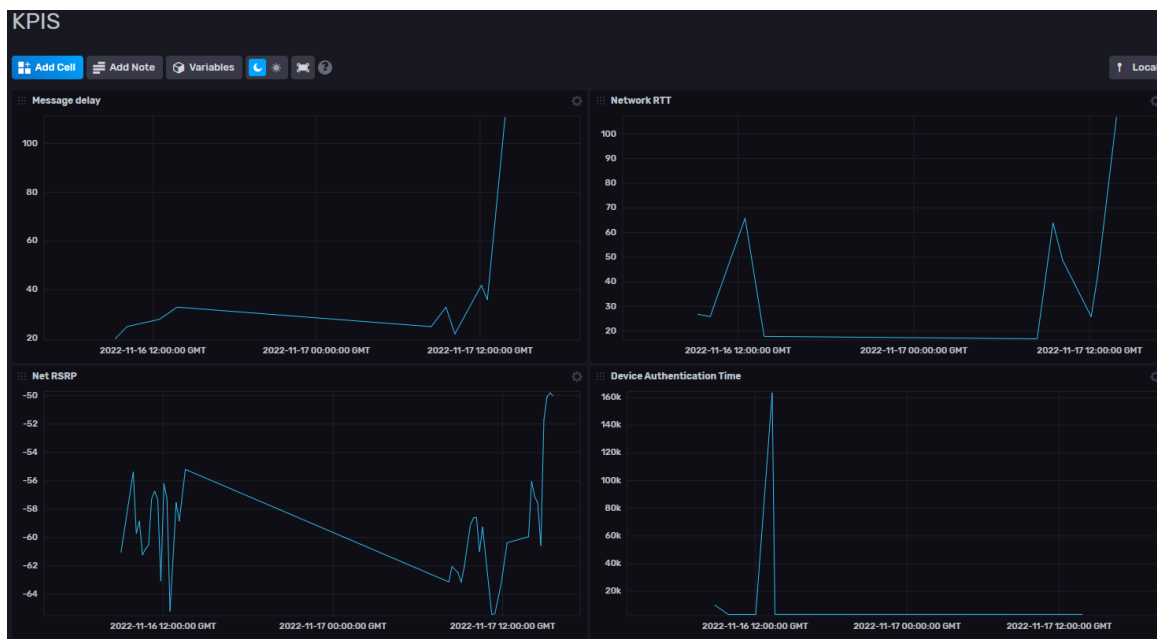 KPIS
Add Cell Add Note Variables ? Local
Message delay
100
80
60
40
20
2022-11-16 12:00:00 GMT 2022-11-17 00:00:00 GMT 2022-11-17 12:00:00 GMT
Network RTT
100
90
80
70
60
50
40
30
20
2022-11-16 12:00:00 GMT 2022-11-17 00:00:00 GMT 2022-11-17 12:00:00 GMT
Net RSRP
-50
-52
-54
-56
-58
-60
-62
-64
2022-11-16 12:00:00 GMT 2022-11-17 00:00:00 GMT 2022-11-17 12:00:00 GMT
Device Authentication Time
160k
140k
120k
100k
80k
60k
40k
20k
2022-11-16 12:00:00 GMT 2022-11-17 00:00:00 GMT 2022-11-17 12:00:00 GMT